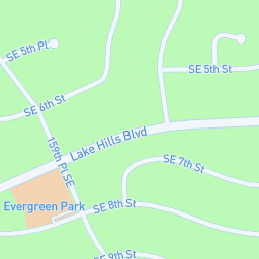 SE 5th Pl
SE 5th St
SE 6th St
Lake Hills Blvd
159th Pl SE
SE 7th St
Evergreen Park
SE 8th St
SE 9th St